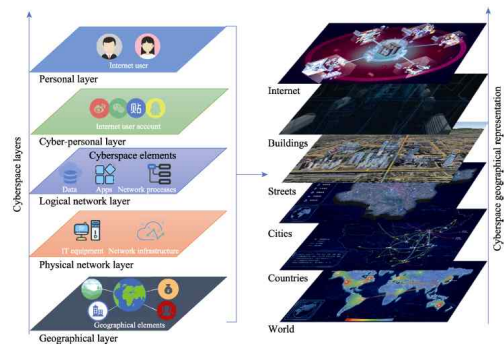 Cyberspace layers
Internet user
Personal layer
Internet user account
Cyber-personal layer
Cyberspace elements
Data
Apps
Network processes
Logical network layer
IT equipment
Network infrastructure
Physical network layer
Geographical elements
Geographical layer
Internet
Buildings
Streets
Cities
Countries
World
Cyberspace geographical representation